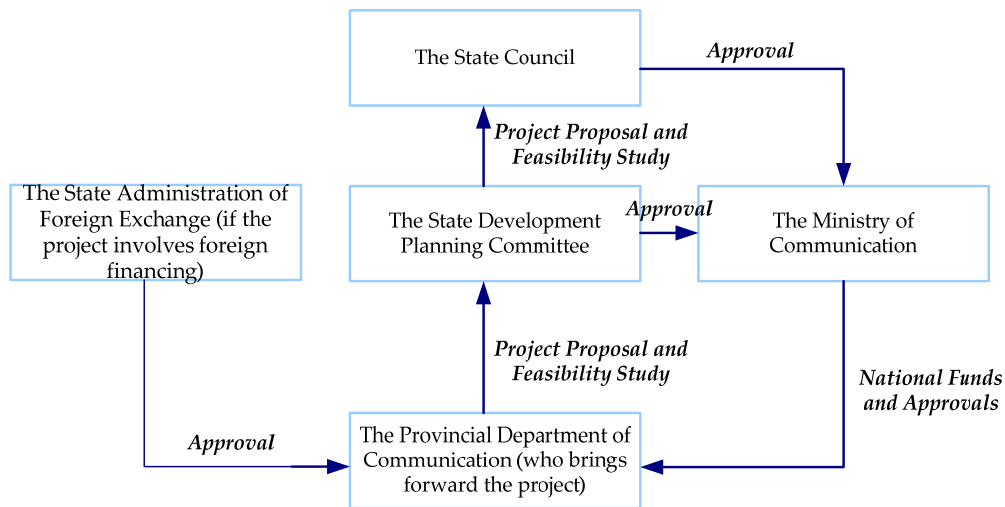 The State Council
Approval
Project Proposal and
Feasibility Study
The State Administration of
Foreign Exchange (if the
project involves foreign
financing)
The State Development
Planning Committee
Approval
The Ministry of
Communication
Project Proposal and
Feasibility Study
National Funds
and Approvals
Approval
The Provincial Department of
Communication (who brings
forward the project)